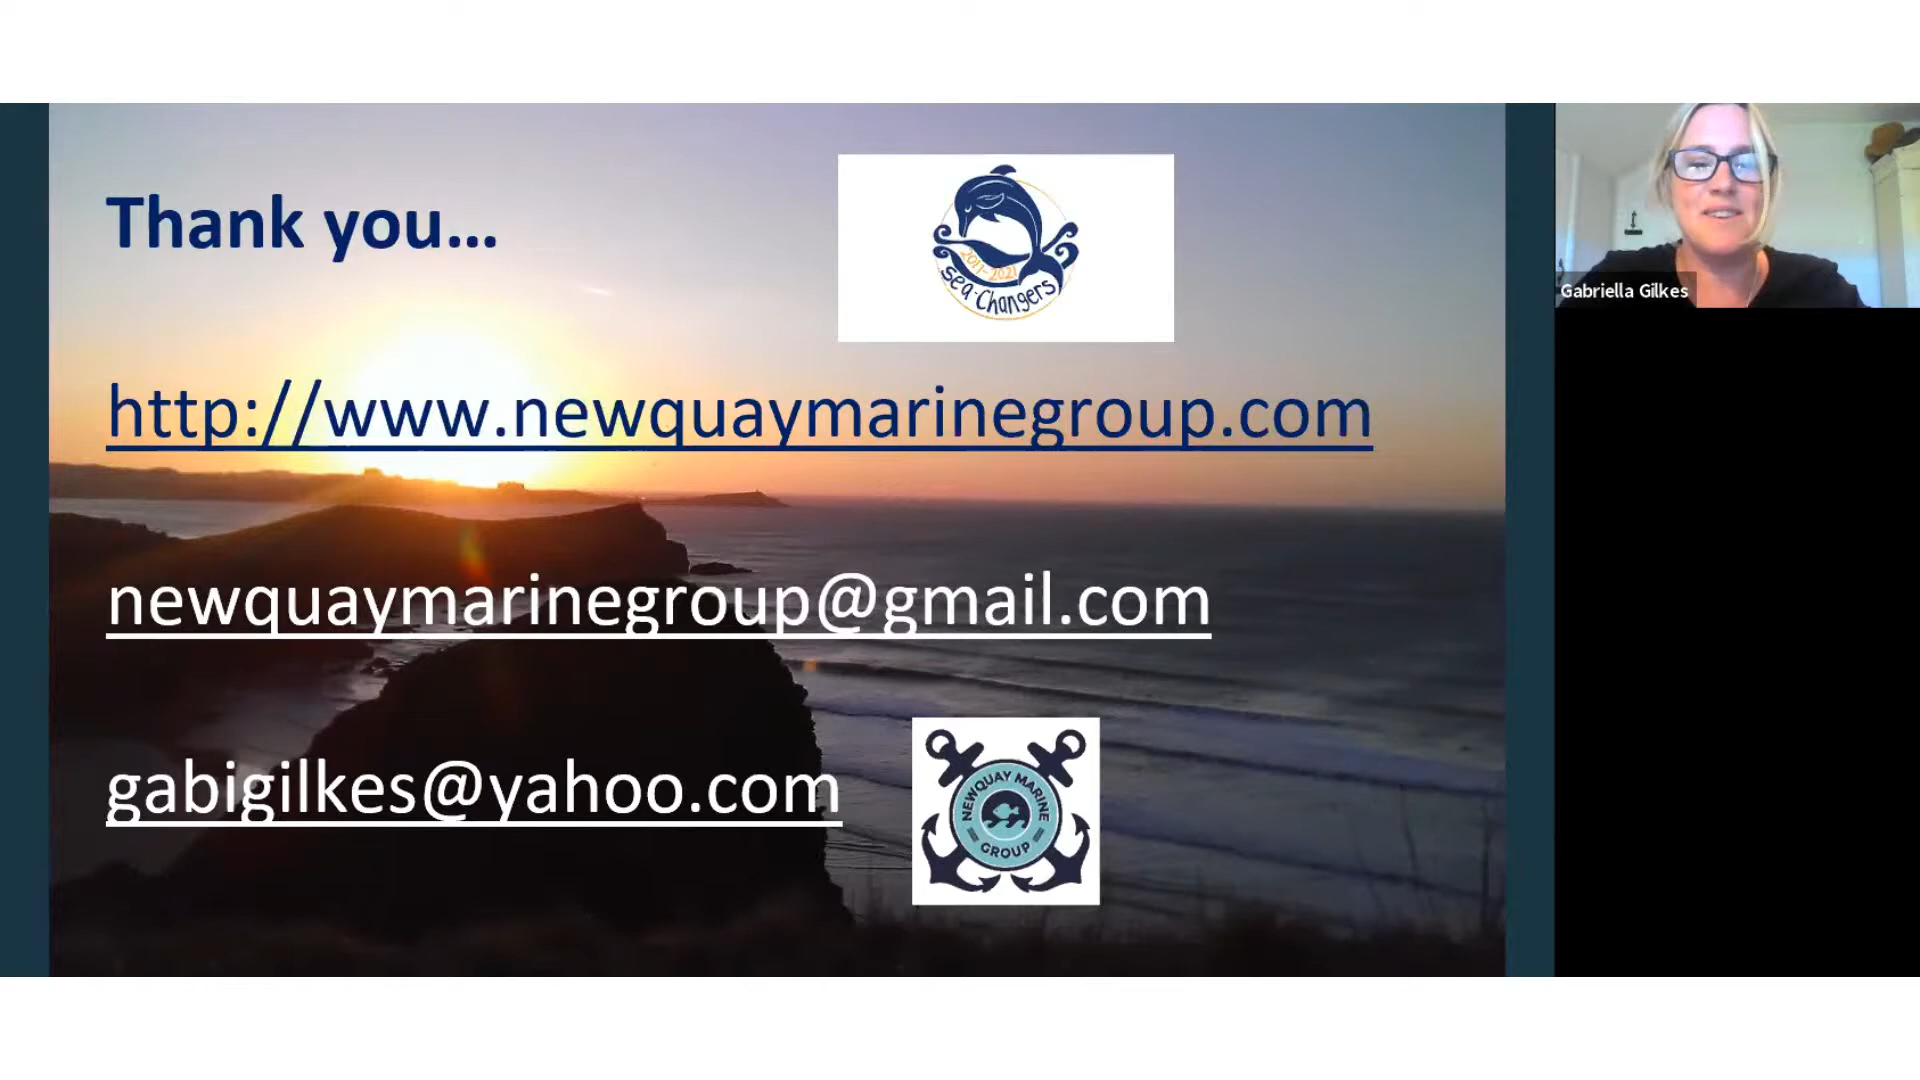 Thank you...
2011-2021
Sea-Changers
http://www.newquaymarinegroup.com
newquaymarinegroup@gmail.com
gabigilkes@yahoo.com
NEWQUAY MARINE
GROUP
Gabriella Gilkes